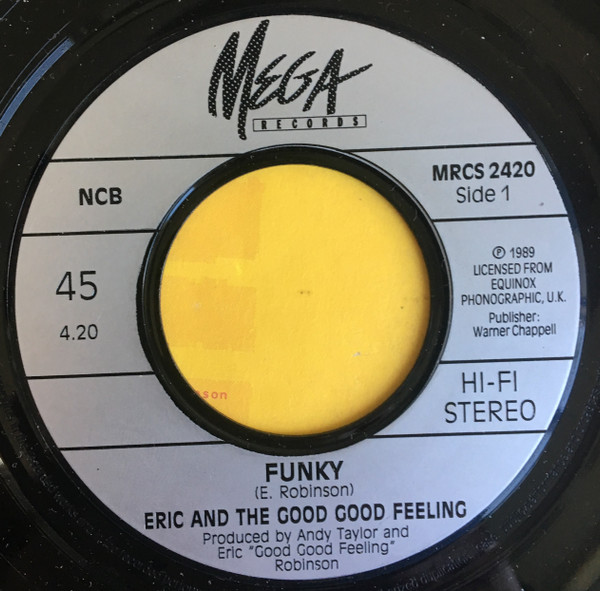 MEGA
RECORDS
NCB
MRCS 2420
Side 1
45
4.20
Ⓟ 1989
LICENSED FROM
EQUINOX
PHONOGRAPHIC, U.K.
Publisher:
Warner Chappell
HI-FI
STEREO
son
FUNKY
(E. Robinson)
ERIC AND THE GOOD GOOD FEELING
Produced by Andy Taylor and
Eric "Good Good Feeling"
Robinson